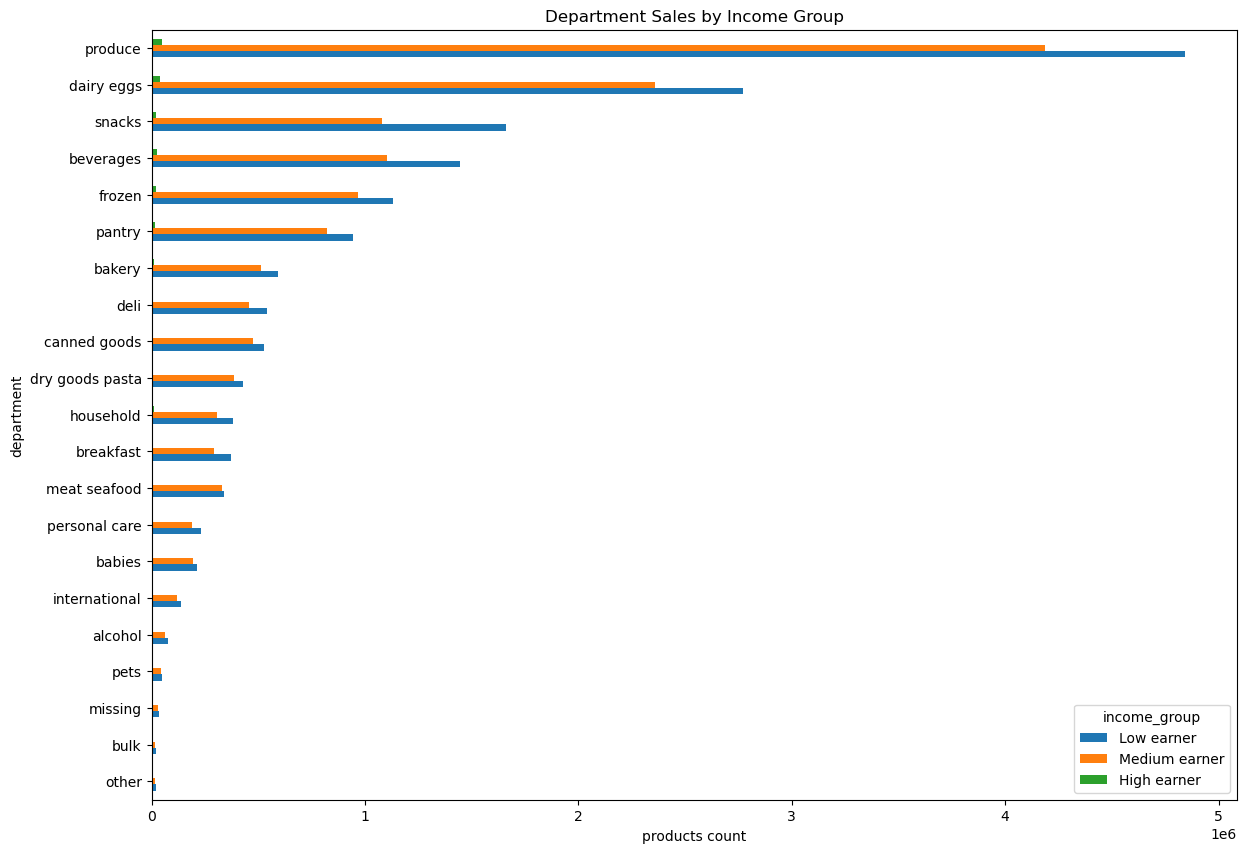 Department Sales by Income Group
department
produce
dairy eggs
snacks
beverages
frozen
pantry
bakery
deli
canned goods
dry goods pasta
household
breakfast
meat seafood
personal care
babies
international
alcohol
pets
missing
bulk
other
income_group
Low earner
Medium earner
High earner
0 1 2 3 4 5
1e6
products count